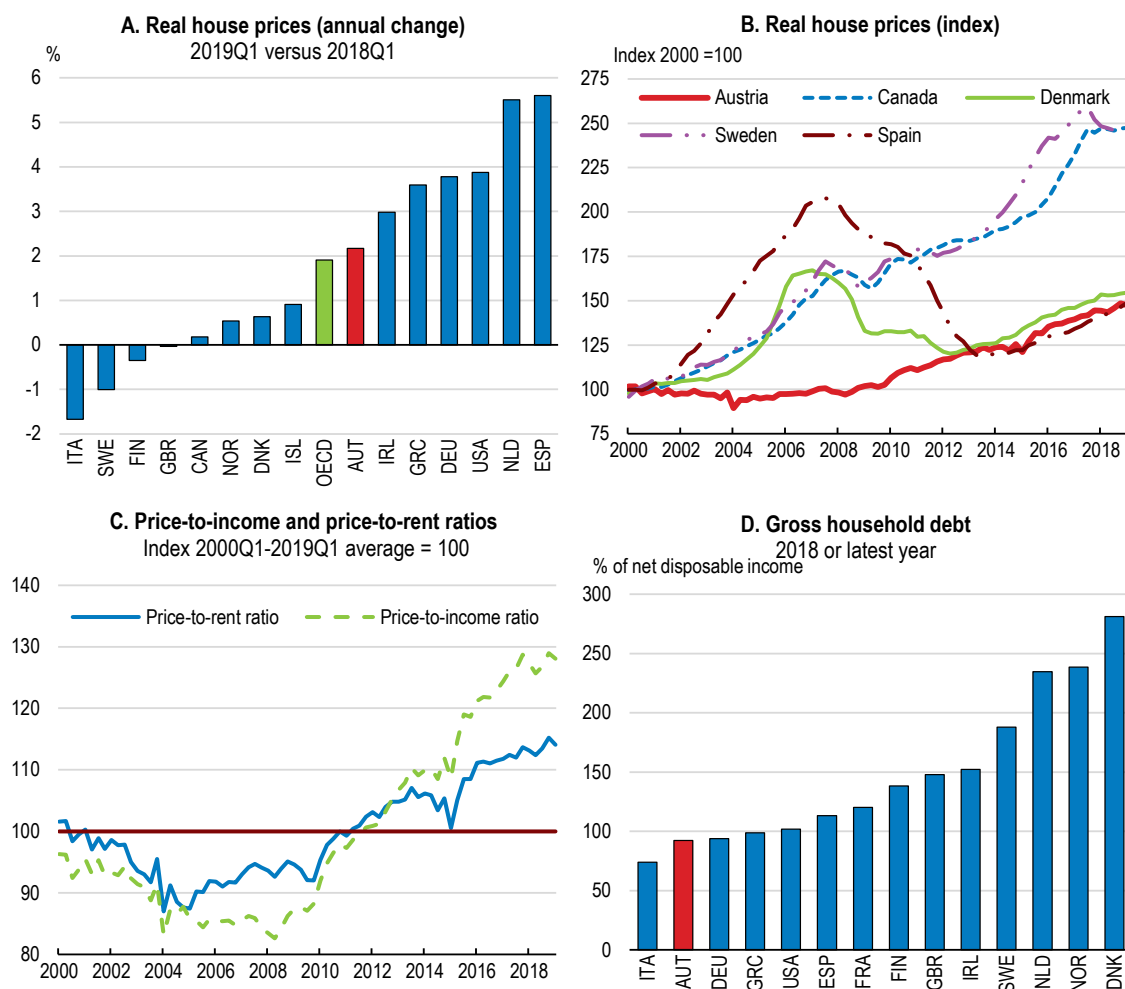 A. Real house prices (annual change)
2019Q1 versus 2018Q1
%
6
5
4
3
2
1
0
-1
-2
ITA
SWE
FIN
GBR
CAN
NOR
DNK
ISL
OECD
AUT
IRL
GRC
DEU
USA
NLD
ESP
B. Real house prices (index)
Index 2000 =100
275
250
225
200
175
150
125
100
75
Austria
Canada
Denmark
Sweden
Spain
2000 2002 2004 2006 2008 2010 2012 2014 2016 2018
C. Price-to-income and price-to-rent ratios
Index 2000Q1-2019Q1 average = 100
140
130
120
110
100
90
80
Price-to-rent ratio
Price-to-income ratio
2000 2002 2004 2006 2008 2010 2012 2014 2016 2018
D. Gross household debt
2018 or latest year
% of net disposable income
300
250
200
150
100
50
0
ITA
AUT
DEU
GRC
USA
ESP
FRA
FIN
GBR
IRL
SWE
NLD
NOR
DNK